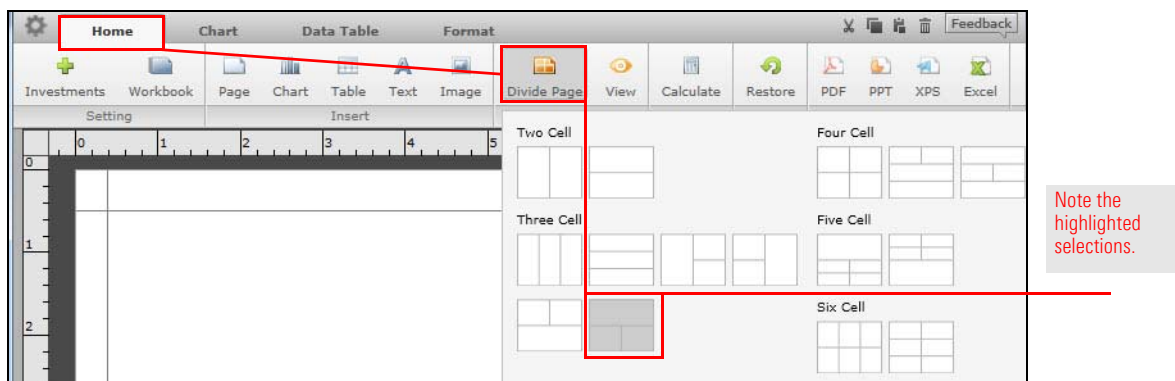 Home Chart Data Table Format Feedback
Investments Workbook Page Chart Table Text Image Divide Page View Calculate Restore PDF PPT XPS Excel
Setting Insert
0 1 2 3 4 5
0
1
2
Two Cell Four Cell
Three Cell Five Cell
Six Cell
Note the
highlighted
selections.